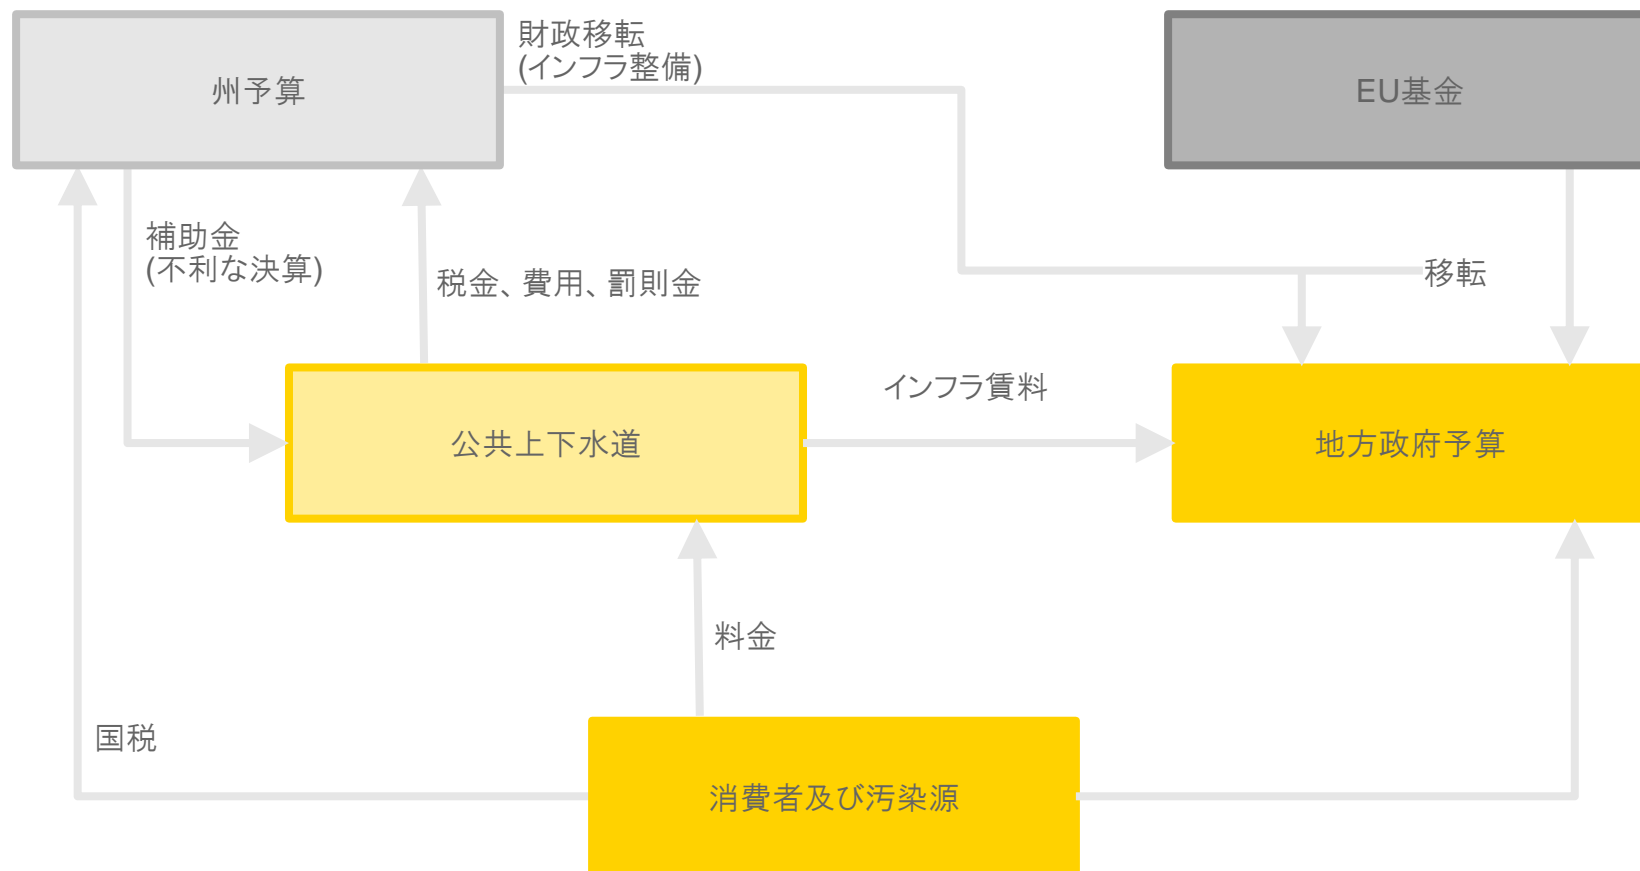 財政移転
(インフラ整備)
州予算
EU基金
補助金
(不利な決算)
税金、費用、罰則金
移転
インフラ賃料
公共上下水道
地方政府予算
料金
国税
消費者及び汚染源